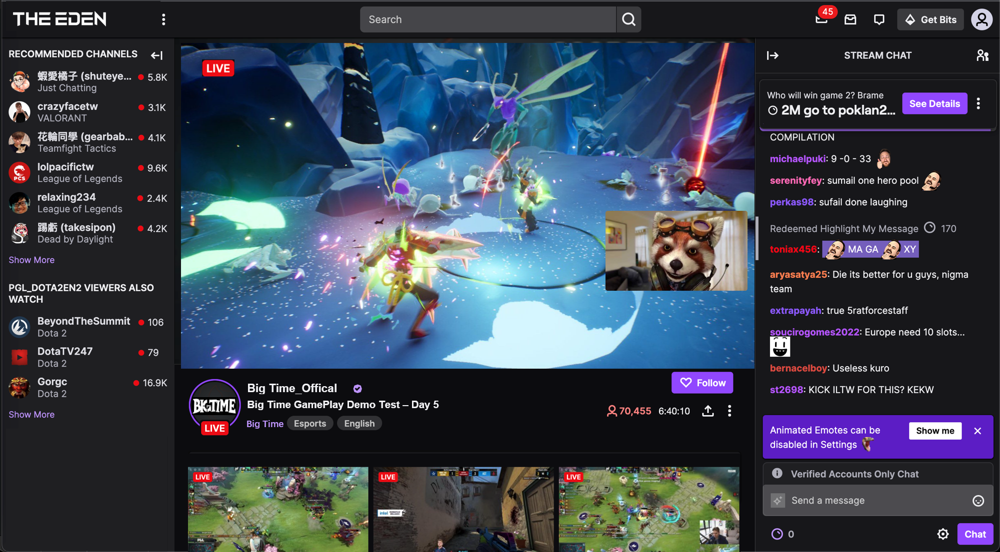 THE EDEN
Search
45
Get Bits
RECOMMENDED CHANNELS
蝦愛橘子 (shuteye...
5.8K
Just Chatting
crazyfacetw
3.1K
VALORANT
花輪同學 (gearbab...
4.1K
Teamfight Tactics
PCS
lolpacifictw
9.6K
League of Legends
relaxing234
2.4K
League of Legends
踢虧 (takesipon)
4.2K
Dead by Daylight
Show More
PGL_DOTA2EN2 VIEWERS ALSO
WATCH
BeyondTheSummit
106
Dota 2
DotaTV247
79
Dota 2
Gorgc
16.9K
Dota 2
Show More
LIVE
BIGTIME
LIVE
Big Time_Offical
Big Time GamePlay Demo Test – Day 5
Big Time
Esports
English
Follow
70,455
6:40:10
LIVE
PGL
LIVE
intel
LIVE
STREAM CHAT
Who will win game 2? Brame
2M go to poklan2...
See Details
COMPILATION
michaelpuki: 9 -0 - 33
serenityfey: sumail one hero pool
perkas98: sufail done laughing
Redeemed Highlight My Message 170
toniax456: MA GA XY
aryasatya25: Die its better for u guys, nigma
team
extrapayah: true 5ratforcestaff
soucirogomes2022: Europe need 10 slots...
bernacelboy: Useless kuro
st2698: KICK ILTW FOR THIS? KEKW
Animated Emotes can be
disabled in Settings
Show me
Verified Accounts Only Chat
Send a message
0
Chat